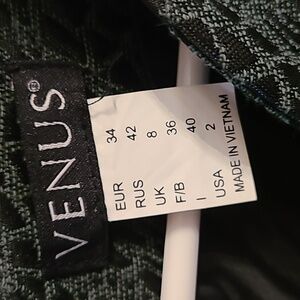 VENUS®
EUR 34
RUS 42
UK 8
F/B 36
I 40
USA 2
MADE IN VIETNAM